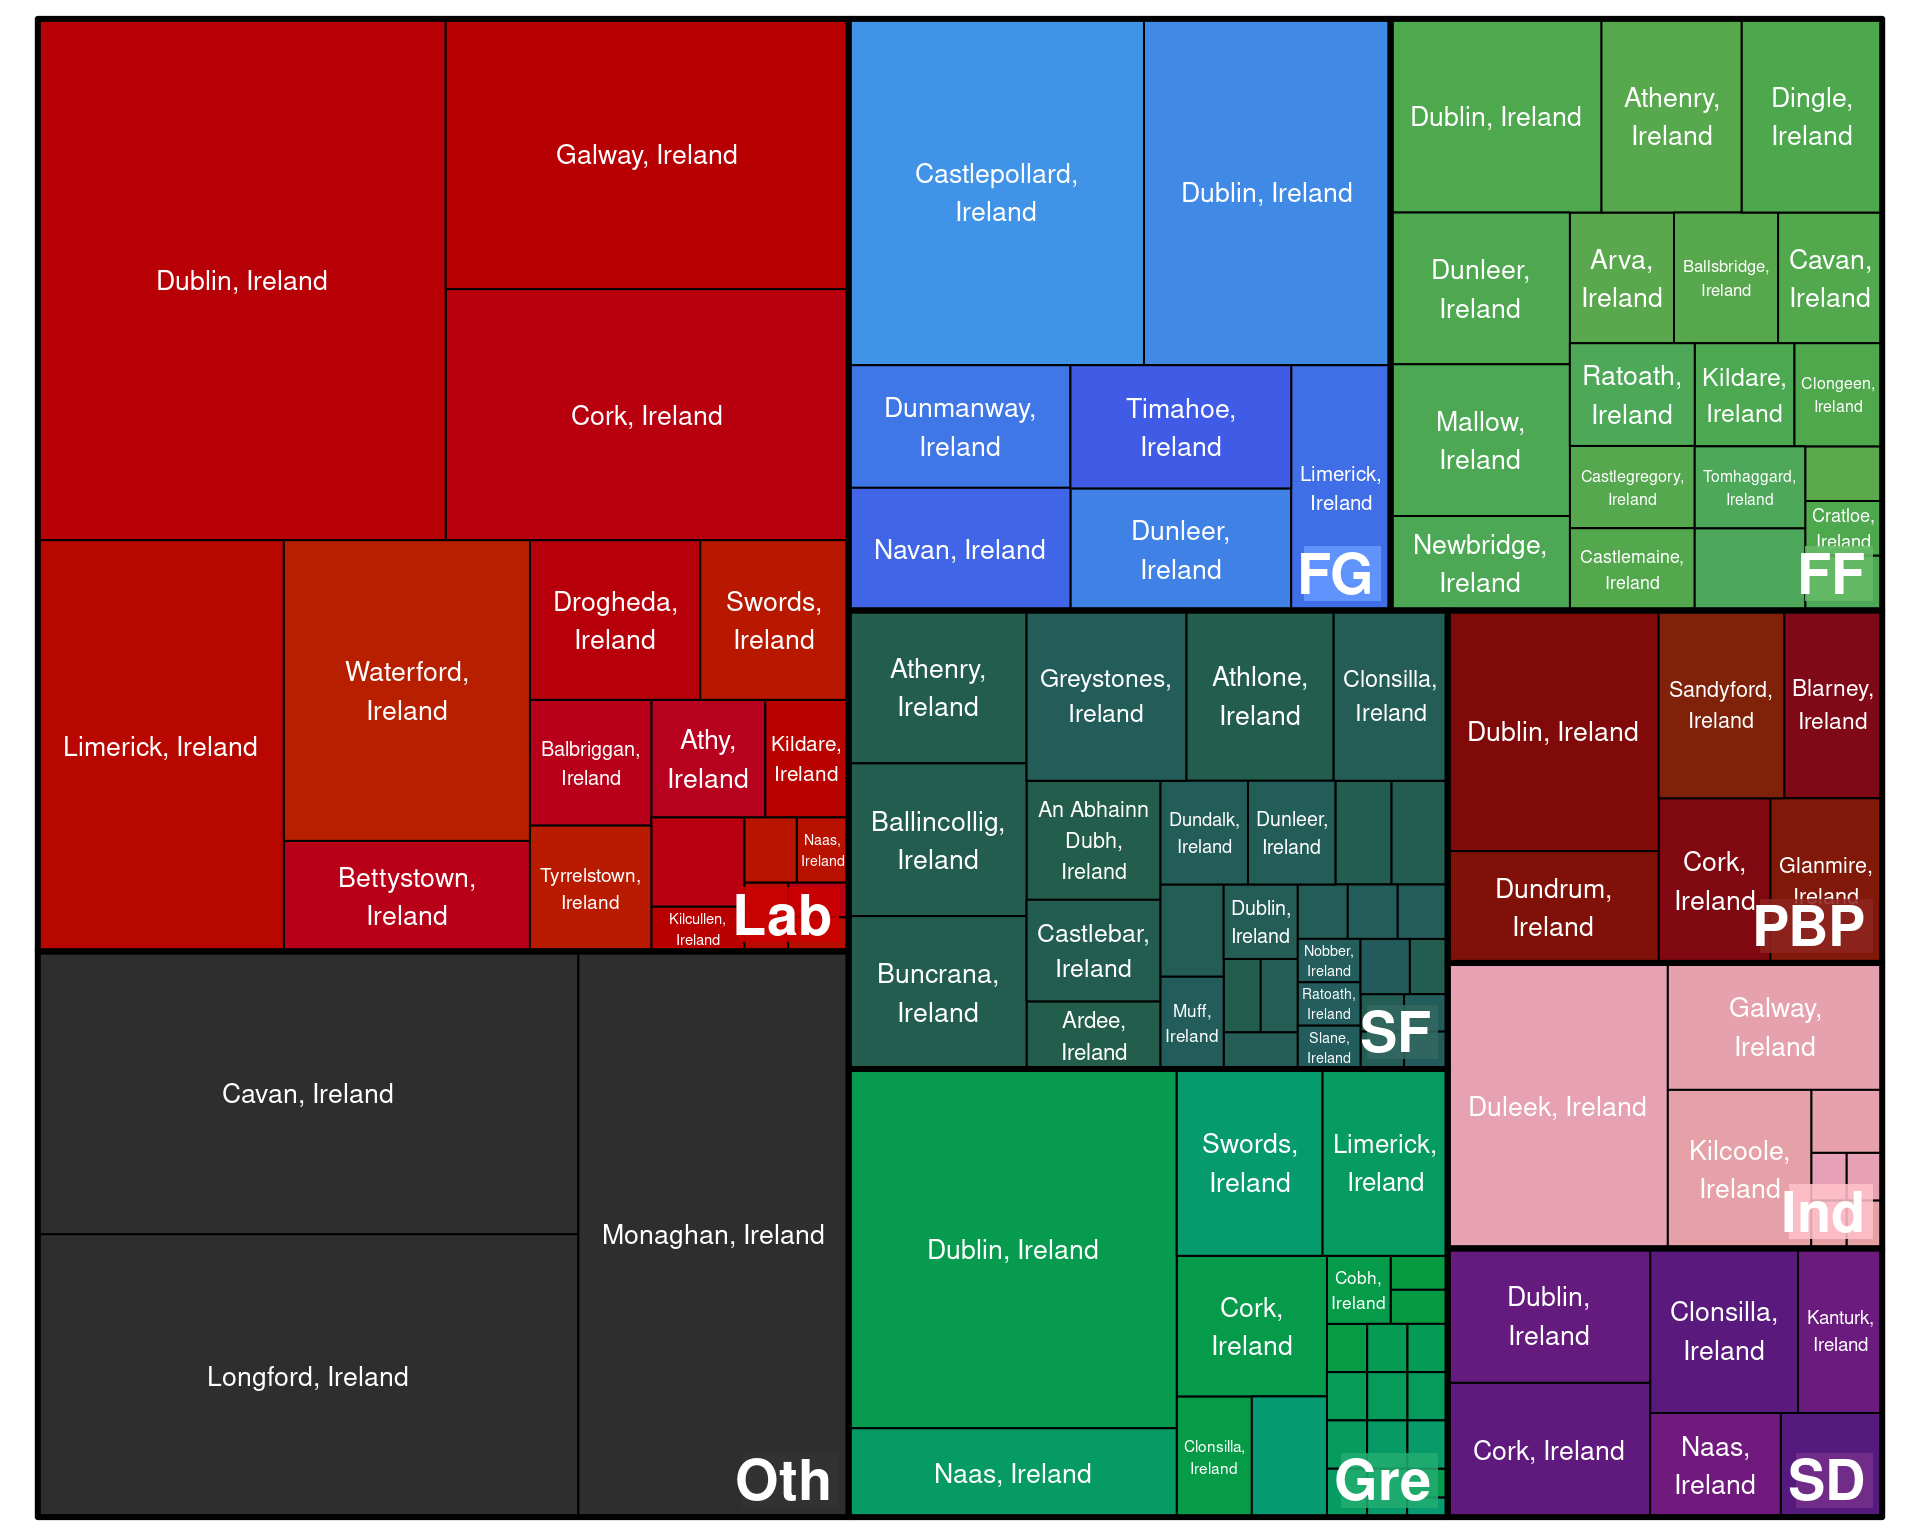 Dublin, Ireland
Galway, Ireland
Cork, Ireland
Limerick, Ireland
Waterford,
Ireland
Bettystown,
Ireland
Drogheda,
Ireland
Swords,
Ireland
Balbriggan,
Ireland
Athy,
Ireland
Kildare,
Ireland
Tyrrelstown,
Ireland
Naas,
Ireland
Kilcullen,
Ireland
Lab
Cavan, Ireland
Longford, Ireland
Monaghan, Ireland
Oth
Castlepollard,
Ireland
Dublin, Ireland
Dunmanway,
Ireland
Timahoe,
Ireland
Navan, Ireland
Dunleer,
Ireland
Limerick,
Ireland
FG
Dublin, Ireland
Athenry,
Ireland
Dingle,
Ireland
Dunleer,
Ireland
Arva,
Ireland
Ballsbridge,
Ireland
Cavan,
Ireland
Mallow,
Ireland
Ratoath,
Ireland
Kildare,
Ireland
Clongeen,
Ireland
Castlegregory,
Ireland
Tomhaggard,
Ireland
Cratloe,
Ireland
Newbridge,
Ireland
Castlemaine,
Ireland
FF
Athenry,
Ireland
Greystones,
Ireland
Athlone,
Ireland
Clonsilla,
Ireland
Ballincollig,
Ireland
An Abhainn
Dubh,
Ireland
Dundalk,
Ireland
Dunleer,
Ireland
Buncrana,
Ireland
Castlebar,
Ireland
Dublin,
Ireland
Nobber,
Ireland
Ratoath,
Ireland
Slane,
Ireland
Muff,
Ireland
Ardee,
Ireland
SF
Dublin, Ireland
Sandyford,
Ireland
Blarney,
Ireland
Dundrum,
Ireland
Cork,
Ireland
Glanmire,
Ireland
PBP
Dublin, Ireland
Swords,
Ireland
Limerick,
Ireland
Cork,
Ireland
Cobh,
Ireland
Naas, Ireland
Clonsilla,
Ireland
Gre
Duleek, Ireland
Galway,
Ireland
Kilcoole,
Ireland
Ind
Dublin,
Ireland
Clonsilla,
Ireland
Kanturk,
Ireland
Cork, Ireland
Naas,
Ireland
SD